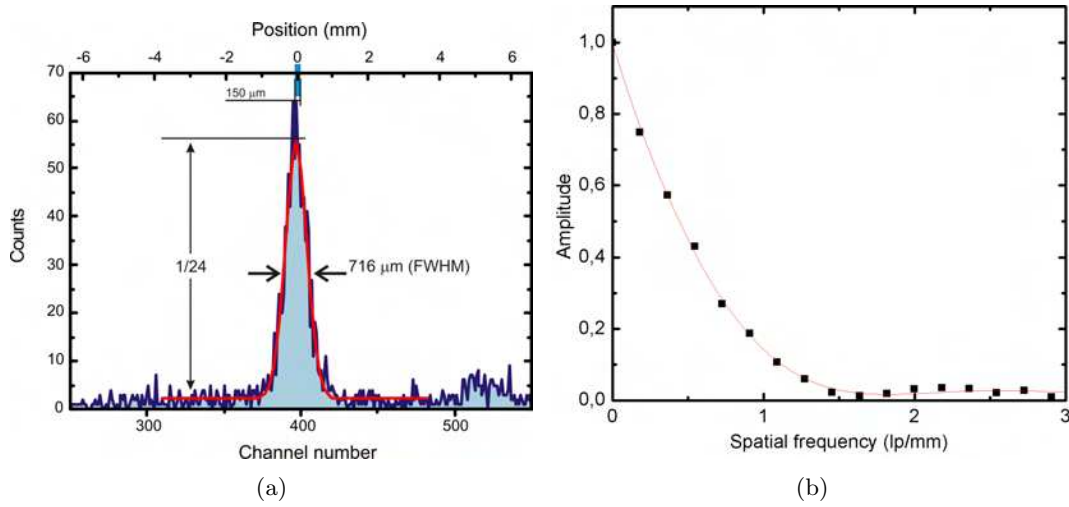 Position (mm)
-6 -4 -2 0 2 4 6
70
60
50
40
30
20
10
0
Counts
150 µm
1/24
716 µm (FWHM)
300 400 500
Channel number
(a)
1,0
0,8
0,6
0,4
0,2
0,0
Amplitude
0 1 2 3
Spatial frequency (lp/mm)
(b)